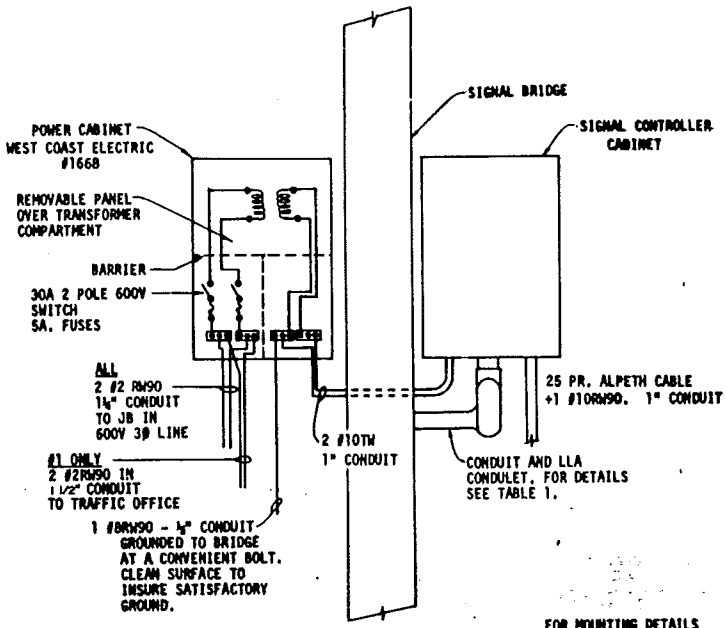 SIGNAL BRIDGE
POWER CABINET
WEST COAST ELECTRIC
#1668
SIGNAL CONTROLLER
CABINET
REMOVABLE PANEL
OVER TRANSFORMER
COMPARTMENT
BARRIER
30A 2 POLE 600V
SWITCH
5A. FUSES
ALL
2 #2 RW90
1¼" CONDUIT
TO JB IN
600V 3Ø LINE
25 PR. ALPETH CABLE
+1 #10RW90. 1" CONDUIT
2 #10TW
1" CONDUIT
#1 ONLY
2 #2RW90 IN
1 1/2" CONDUIT
TO TRAFFIC OFFICE
CONDUIT AND LLA
CONDULET. FOR DETAILS
SEE TABLE 1.
1 #8RW90 - ½" CONDUIT
GROUNDED TO BRIDGE
AT A CONVENIENT BOLT.
CLEAN SURFACE TO
INSURE SATISFACTORY
GROUND.
FOR MOUNTING DETAILS